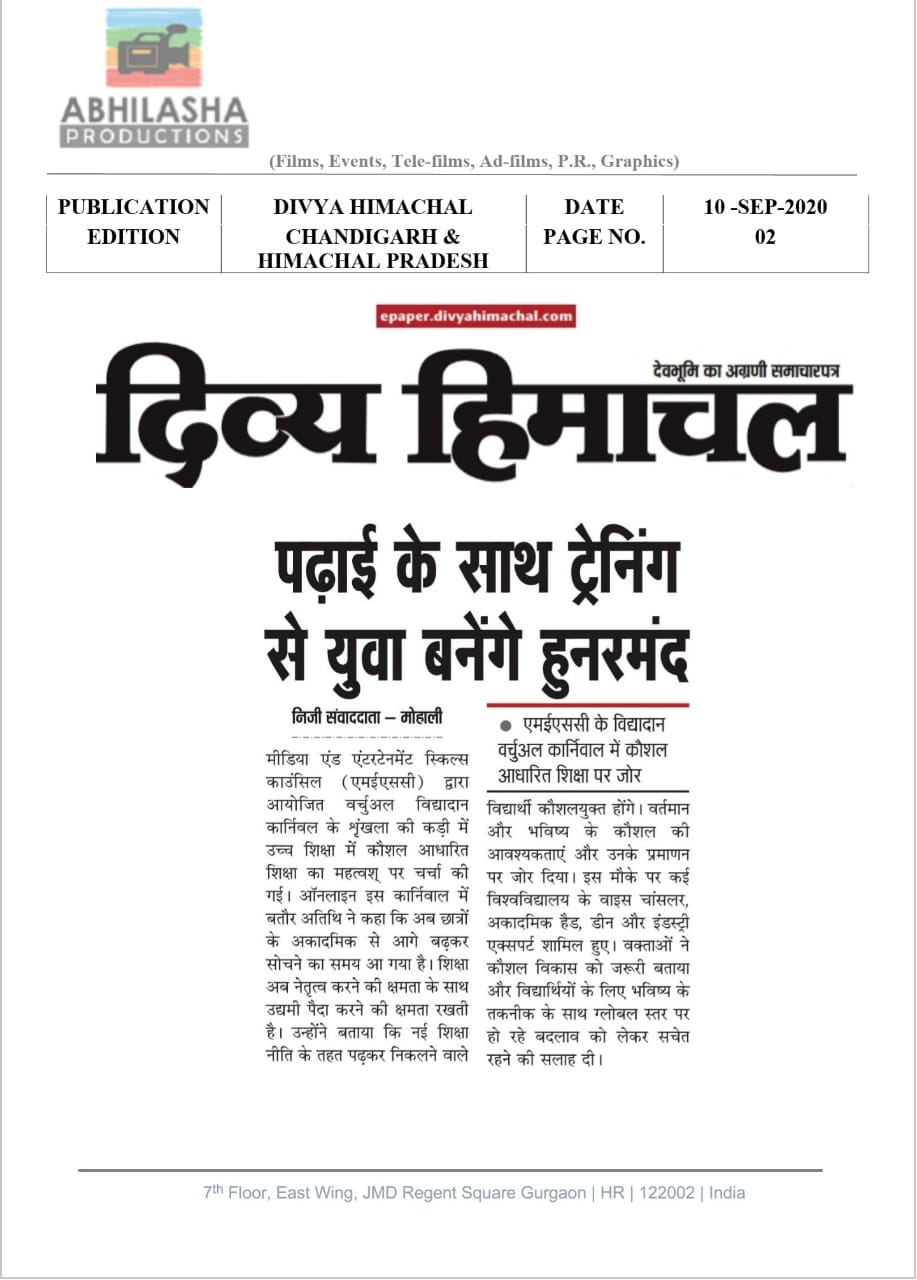 ABHILASHA
PRODUCTIONS
(Films, Events, Tele-films, Ad-films, P.R., Graphics)
PUBLICATION DIVYA HIMACHAL DATE 10 -SEP-2020
EDITION CHANDIGARH & PAGE NO. 02
HIMACHAL PRADESH
epaper.divyahimachal.com
देवभूमि का अग्रणी समाचारपत्र
दिव्य हिमाचल
पढ़ाई के साथ ट्रेनिंग
से युवा बनेंगे हुनरमंद
निजी संवाददाता – मोहाली
मीडिया एंड एंटरटेनमेंट स्किल्स
काउंसिल (एमईएससी) द्वारा
आयोजित वर्चुअल विद्यादान
कार्निवल के शृंखला की कड़ी में
उच्च शिक्षा में कौशल आधारित
शिक्षा का महत्वश् पर चर्चा की
गई। ऑनलाइन इस कार्निवाल में
बतौर अतिथि ने कहा कि अब छात्रों
के अकादमिक से आगे बढ़कर
सोचने का समय आ गया है। शिक्षा
अब नेतृत्व करने की क्षमता के साथ
उद्यमी पैदा करने की क्षमता रखती
है। उन्होंने बताया कि नई शिक्षा
नीति के तहत पढ़कर निकलने वाले
● एमईएससी के विद्यादान
वर्चुअल कार्निवाल में कौशल
आधारित शिक्षा पर जोर
विद्यार्थी कौशलयुक्त होंगे। वर्तमान
और भविष्य के कौशल की
आवश्यकताएं और उनके प्रमाणन
पर जोर दिया। इस मौके पर कई
विश्वविद्यालय के वाइस चांसलर,
अकादमिक हैड, डीन और इंडस्ट्री
एक्सपर्ट शामिल हुए। वक्ताओं ने
कौशल विकास को जरूरी बताया
और विद्यार्थियों के लिए भविष्य के
तकनीक के साथ ग्लोबल स्तर पर
हो रहे बदलाव को लेकर सचेत
रहने की सलाह दी।
7th Floor, East Wing, JMD Regent Square Gurgaon | HR | 122002 | India